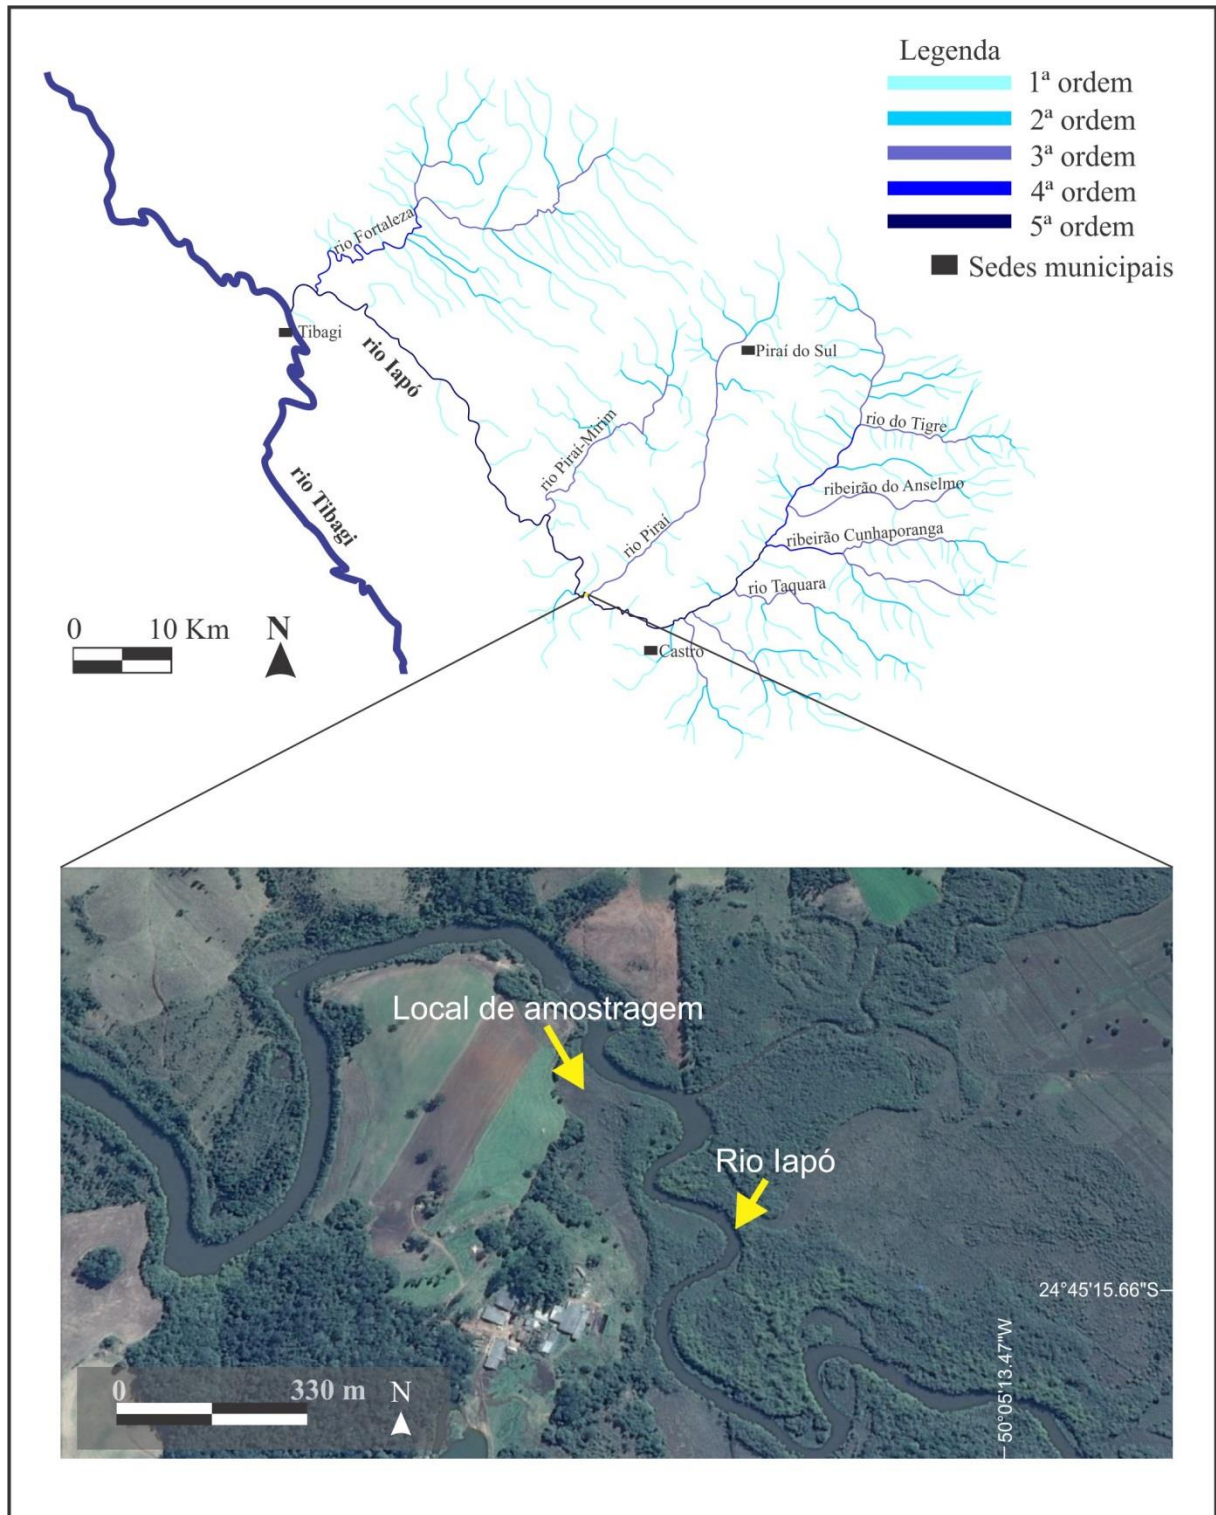 Legenda
1ª ordem
2ª ordem
3ª ordem
4ª ordem
5ª ordem
Sedes municipais
rio Fortaleza
Tibagi
rio Iapó
Piraí do Sul
rio do Tigre
rio Piraí-Mirim
rio Tibagi
ribeirão do Anselmo
rio Piraí
ribeirão Cunhaporanga
rio Taquara
0 10 Km
N
Castro
Local de amostragem
Rio Iapó
24°45'15.66"S
50°05'13.47"W
0 330 m
N